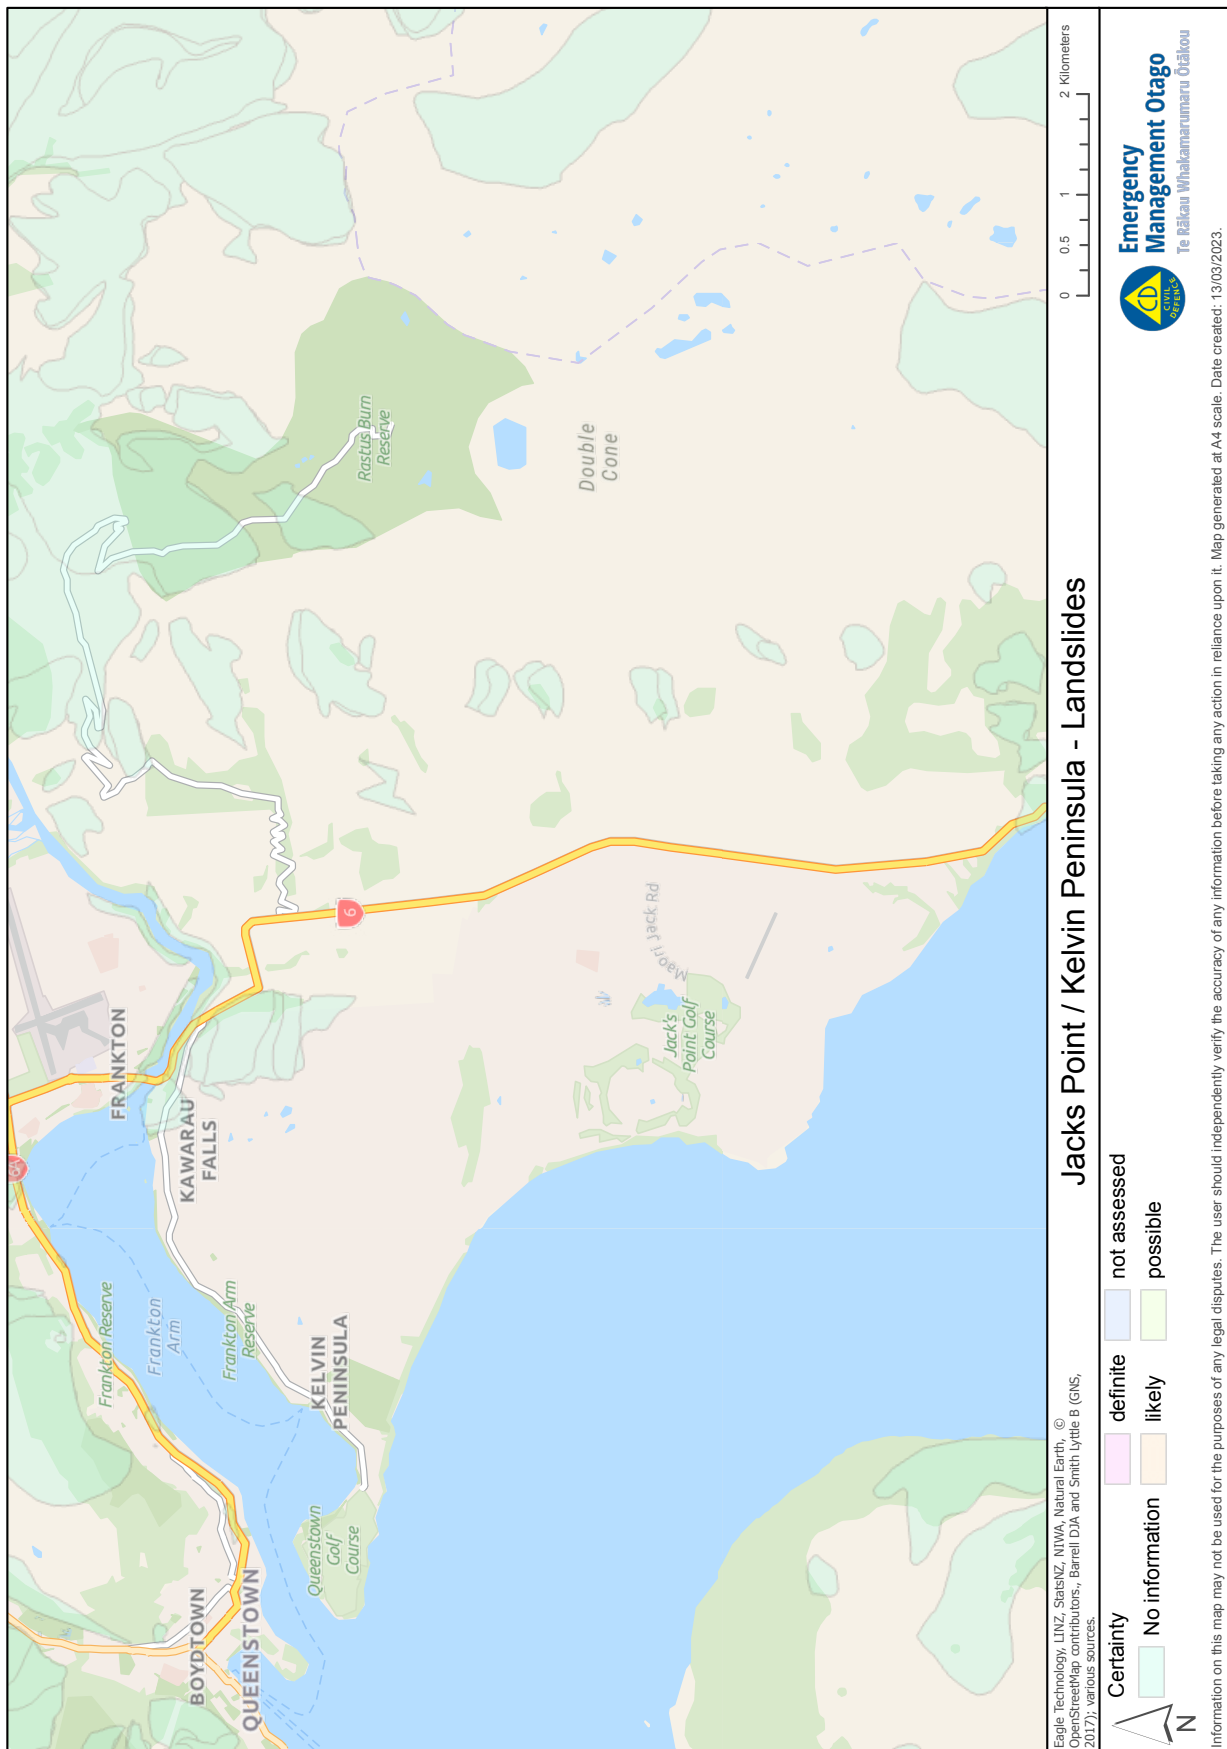 6A
FRANKTON
KAWARAU
FALLS
Frankton Reserve
Frankton
Arm
Frankton Arm
Reserve
KELVIN
PENINSULA
Queenstown
Golf
Course
BOYDTOWN
QUEENSTOWN
6
Rastus Burn
Reserve
Double
Cone
Maori Jack Rd
Jack's
Point Golf
Course
Eagle Technology, LINZ, StatsNZ, NIWA, Natural Earth, ©
OpenStreetMap contributors., Barrell DJA and Smith Lyttle B (GNS,
2017); various sources.
Jacks Point / Kelvin Peninsula - Landslides
0 0.5 1 2 Kilometers
N
Certainty
No information
definite
likely
not assessed
possible
CD
CIVIL
DEFENCE
Emergency
Management Otago
Te Rākau Whakamarumaru Ōtākou
Information on this map may not be used for the purposes of any legal disputes. The user should independently verify the accuracy of any information before taking any action in reliance upon it. Map generated at A4 scale. Date created: 13/03/2023.